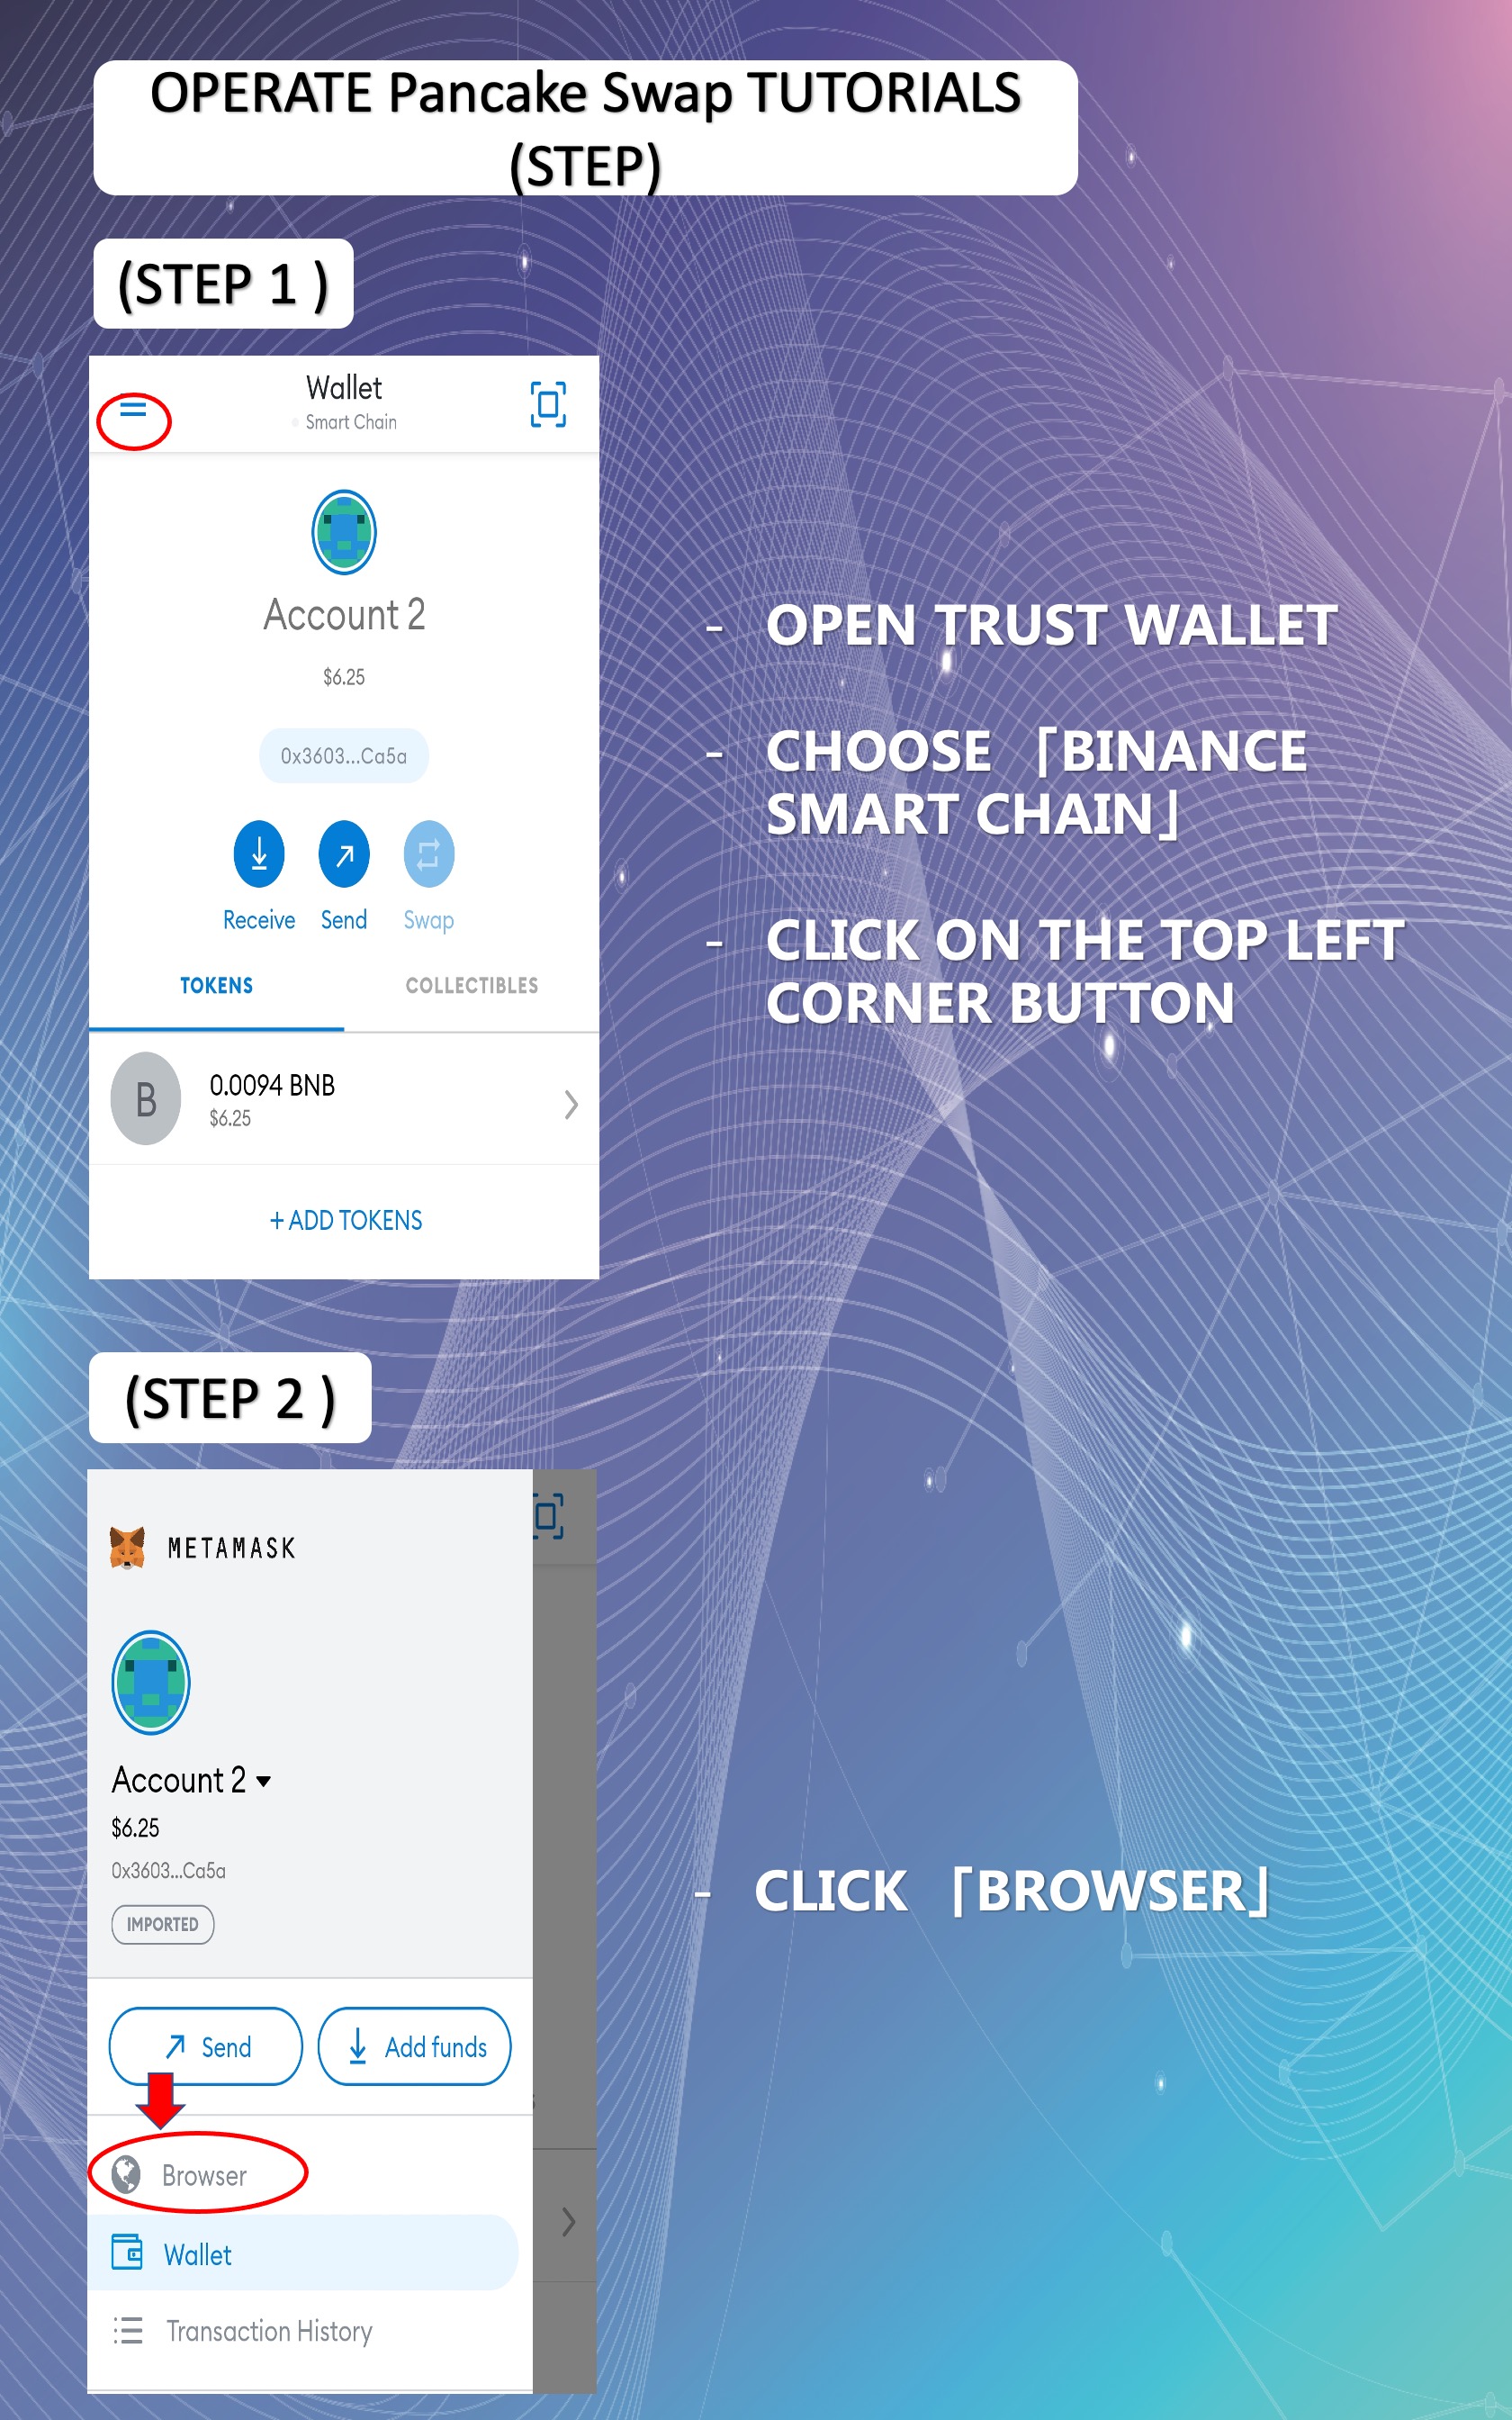 OPERATE Pancake Swap TUTORIALS
(STEP)
(STEP 1 )
Wallet
Smart Chain
Account 2
$6.25
0x3603...Ca5a
Receive Send Swap
TOKENS COLLECTIBLES
B
0.0094 BNB
$6.25
+ ADD TOKENS
- OPEN TRUST WALLET
- CHOOSE 「BINANCE
SMART CHAIN」
- CLICK ON THE TOP LEFT
CORNER BUTTON
(STEP 2 )
METAMASK
Account 2
$6.25
0x3603...Ca5a
IMPORTED
Send Add funds
Browser
Wallet
Transaction History
- CLICK 「BROWSER」